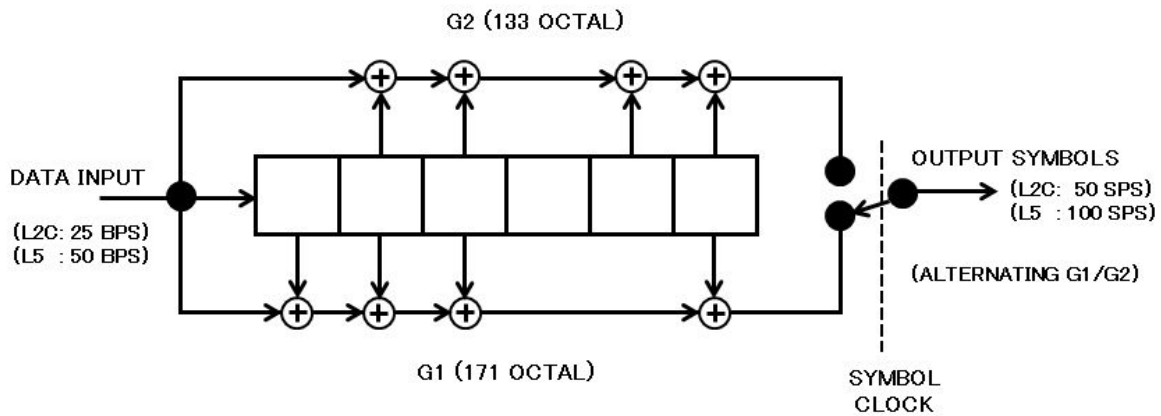 G2 (133 OCTAL)
DATA INPUT
(L2C: 25 BPS)
(L5 : 50 BPS)
OUTPUT SYMBOLS
(L2C: 50 SPS)
(L5 : 100 SPS)
(ALTERNATING G1/G2)
G1 (171 OCTAL)
SYMBOL
CLOCK